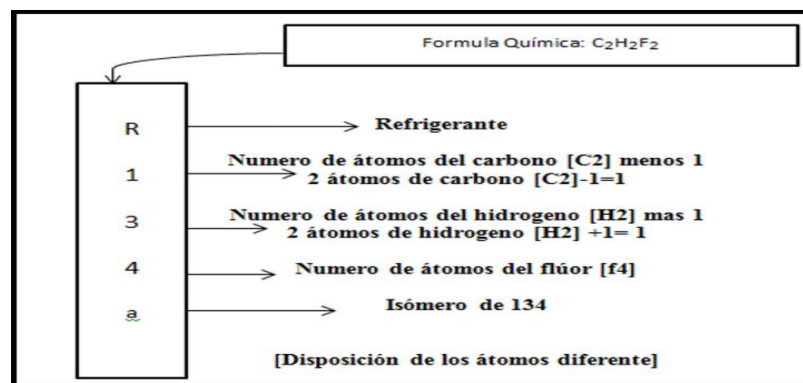 Formula Química: C₂H₂F₂
R
Refrigerante
Numero de átomos del carbono [C2] menos 1
1
2 átomos de carbono [C2]-1=1
Numero de átomos del hidrogeno [H2] mas 1
3
2 átomos de hidrogeno [H2] +1= 1
4
Numero de átomos del flúor [f4]
a
Isómero de 134
[Disposición de los átomos diferente]